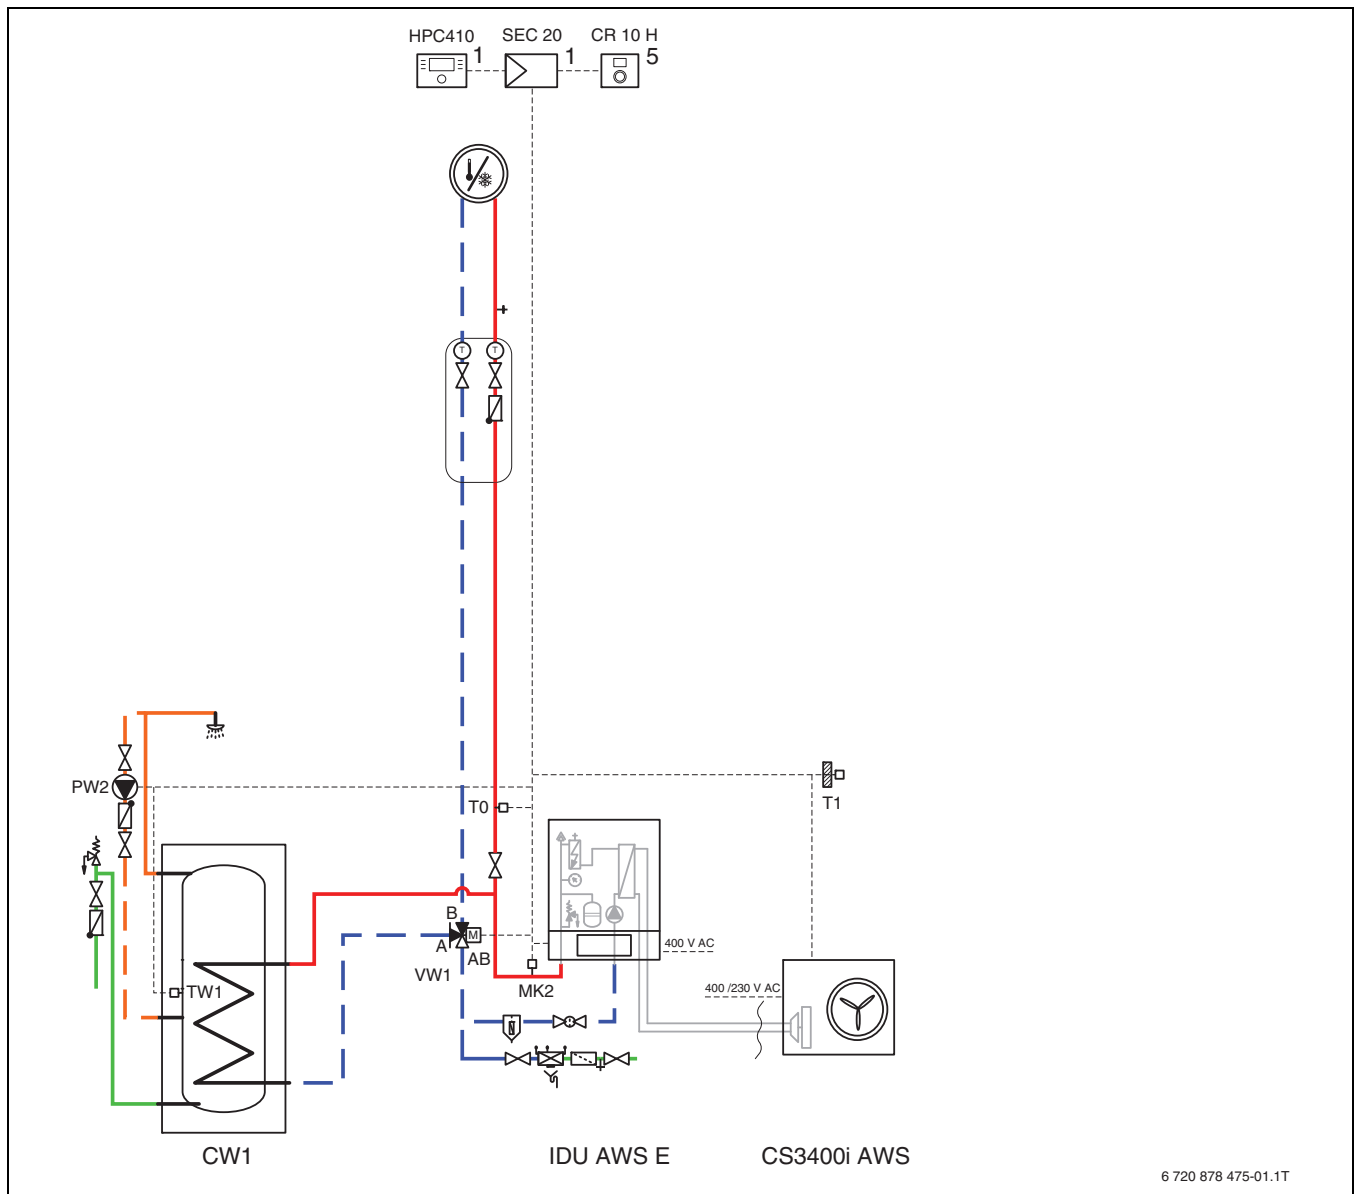 HPC410 SEC 20 CR 10 H
1 1 5
T T
PW2
T0
T1
B
M
A
AB
400 V AC
VW1
MK2
TW1
400 /230 V AC
N
CW1 IDU AWS E CS3400i AWS
6 720 878 475-01.1T